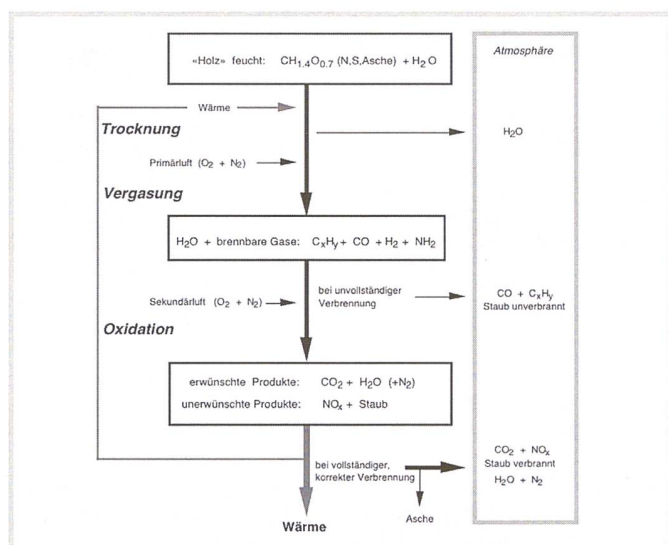 Atmosphäre
«Holz» feucht: CH1.4O0.7 (N,S,Asche) + H2O
Wärme
Trocknung
H2O
Primärluft (O2 + N2)
Vergasung
H2O + brennbare Gase: CxHy + CO + H2 + NH2
Sekundärluft (O2 + N2)
bei unvollständiger
Verbrennung
CO + CxHy
Staub unverbrannt
Oxidation
erwünschte Produkte: CO2 + H2O (+N2)
unerwünschte Produkte: NOx + Staub
bei vollständiger,
korrekter Verbrennung
CO2 + NOx
Staub verbrannt
H2O + N2
Asche
Wärme